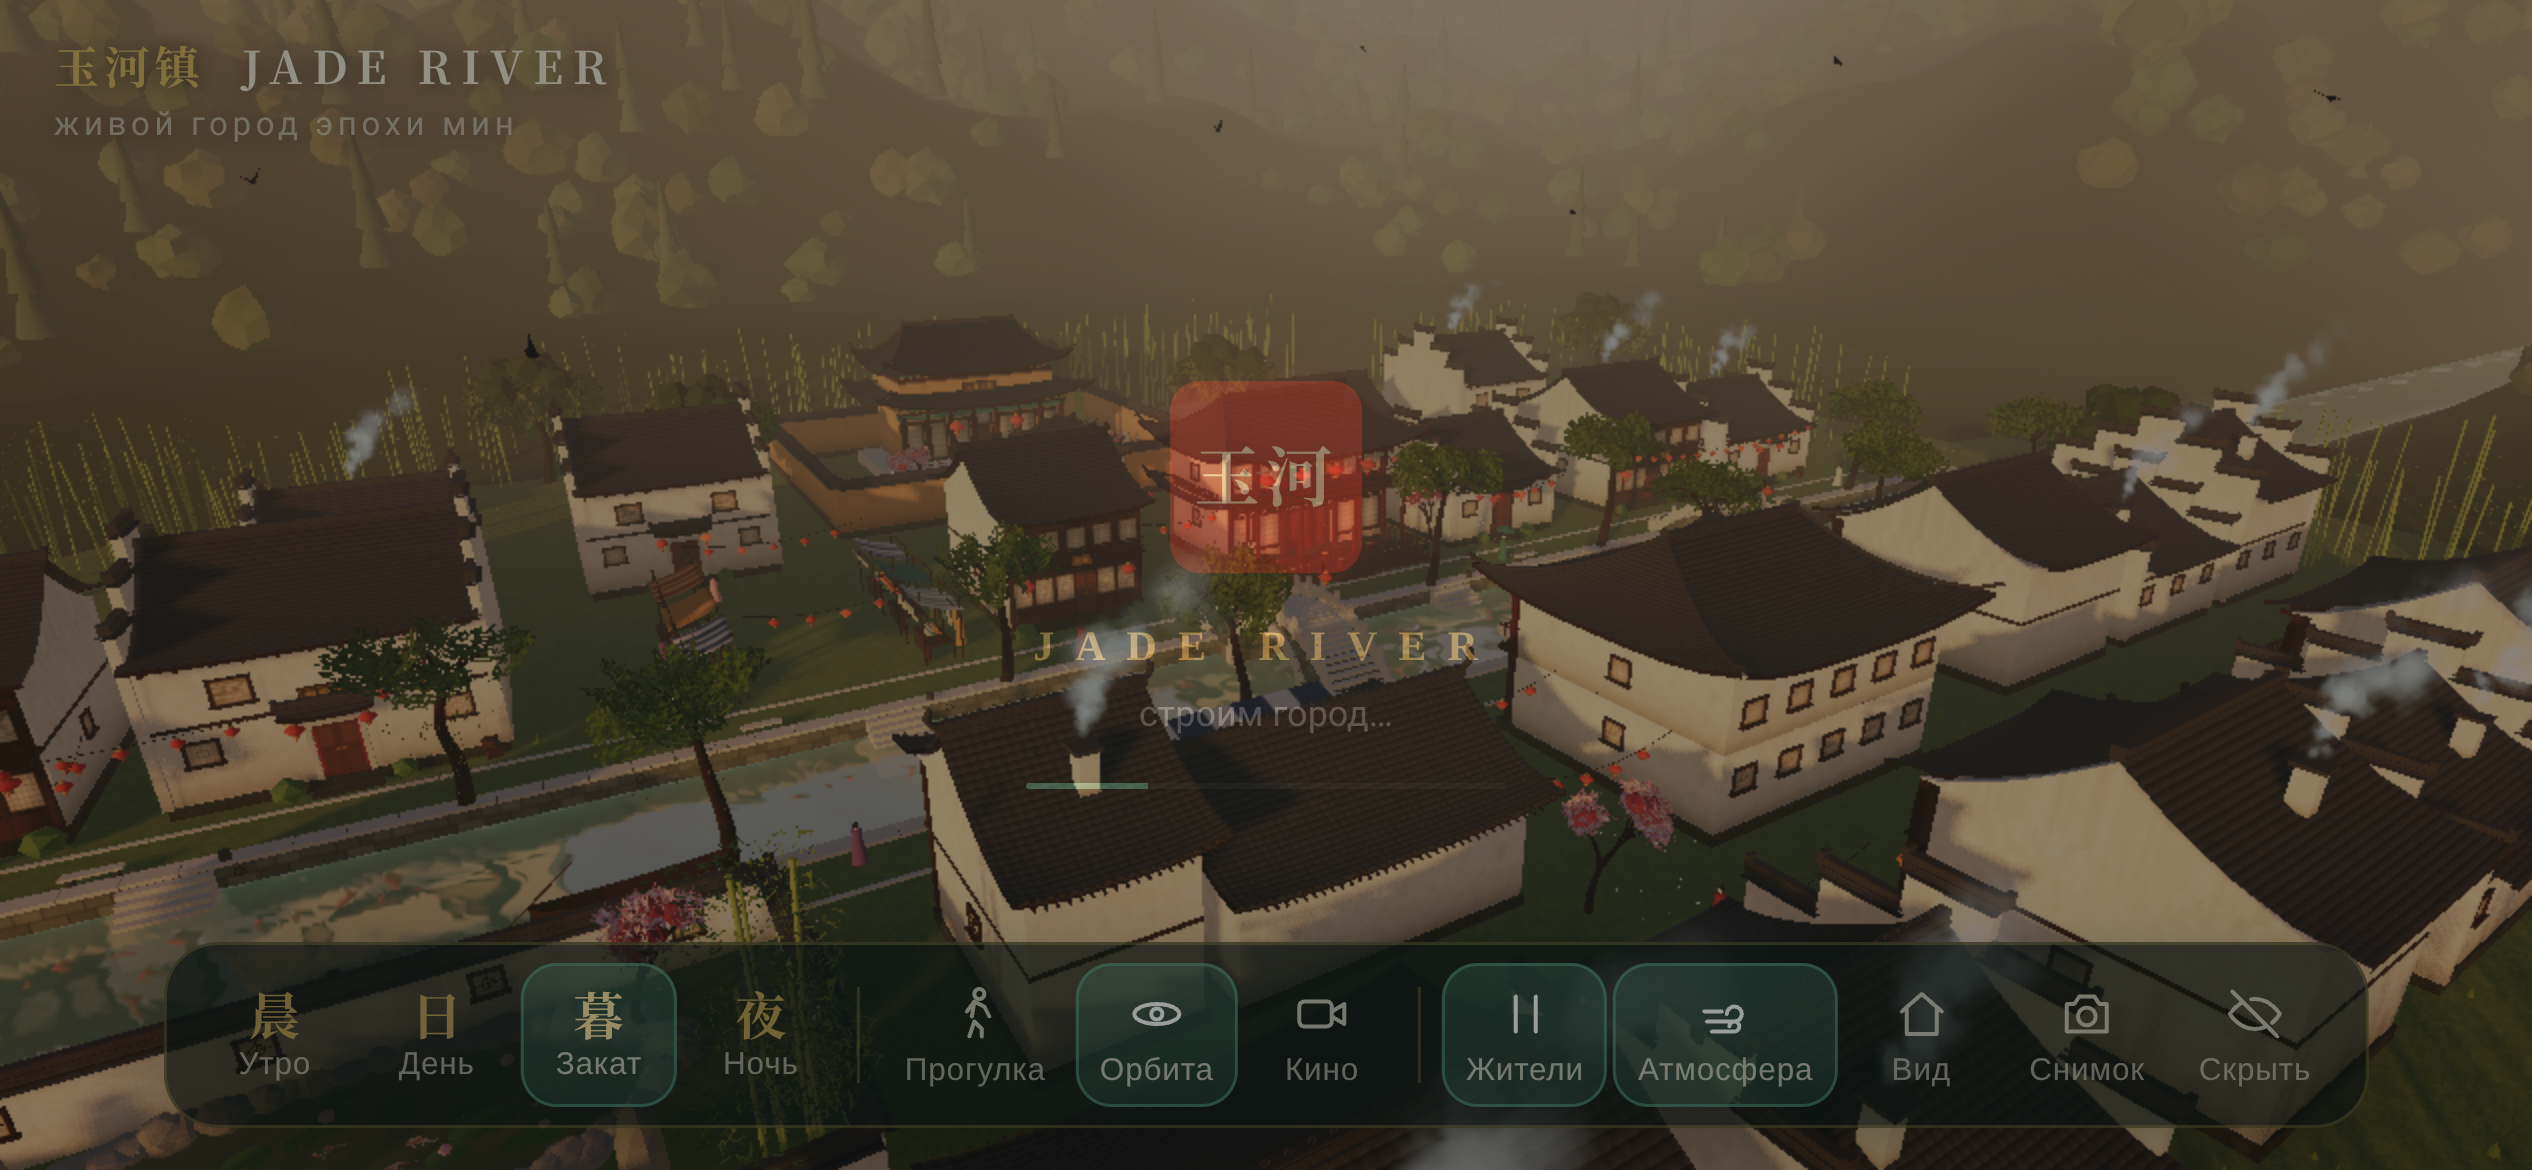 玉河镇 JADE RIVER
живой город эпохи мин
玉河
JADE RIVER
строим город...
晨 日 暮 夜
Утро День Закат Ночь Прогулка Орбита Кино Жители Атмосфера Вид Снимок Скрыть